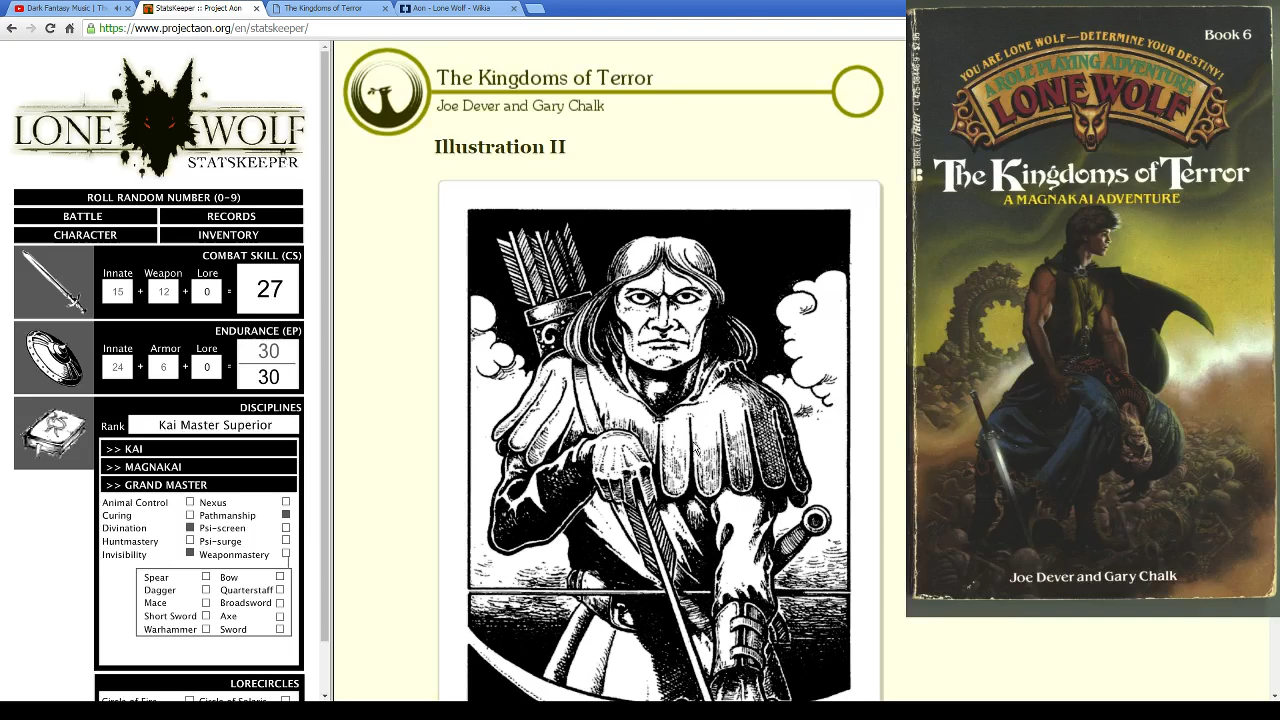 Dark Fantasy Music | Th
StatsKeeper :: Project Aon
The Kingdoms of Terror
Aon - Lone Wolf - Wikia
https://www.projectaon.org/en/statskeeper/
LONE WOLF
STATSKEEPER
ROLL RANDOM NUMBER (0-9)
BATTLE RECORDS
CHARACTER INVENTORY
COMBAT SKILL (CS)
Innate Weapon Lore
15 + 12 + 0 = 27
ENDURANCE (EP)
30
Innate Armor Lore
24 + 6 + 0 = 30
DISCIPLINES
Rank Kai Master Superior
>> KAI
>> MAGNAKAI
>> GRAND MASTER
Animal Control Nexus
Curing Pathmanship
Divination Psi-screen
Huntmastery Psi-surge
Invisibility Weaponmastery
Spear Bow
Dagger Quarterstaff
Mace Broadsword
Short Sword Axe
Warhammer Sword
LORECIRCLES
Circle of Fire Circle of Solaris
The Kingdoms of Terror
Joe Dever and Gary Chalk
Illustration II
Book 6
YOU ARE LONE WOLF—DETERMINE YOUR DESTINY!
A ROLE PLAYING ADVENTURE
LONE WOLF
The Kingdoms of Terror
A MAGNAKAI ADVENTURE
Joe Dever and Gary Chalk